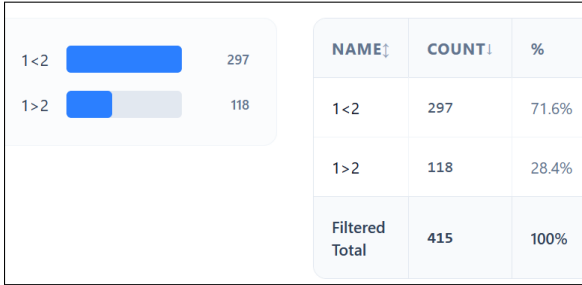 1<2 297
1>2 118
NAME↕ COUNT↓ %
1<2 297 71.6%
1>2 118 28.4%
Filtered
Total 415 100%